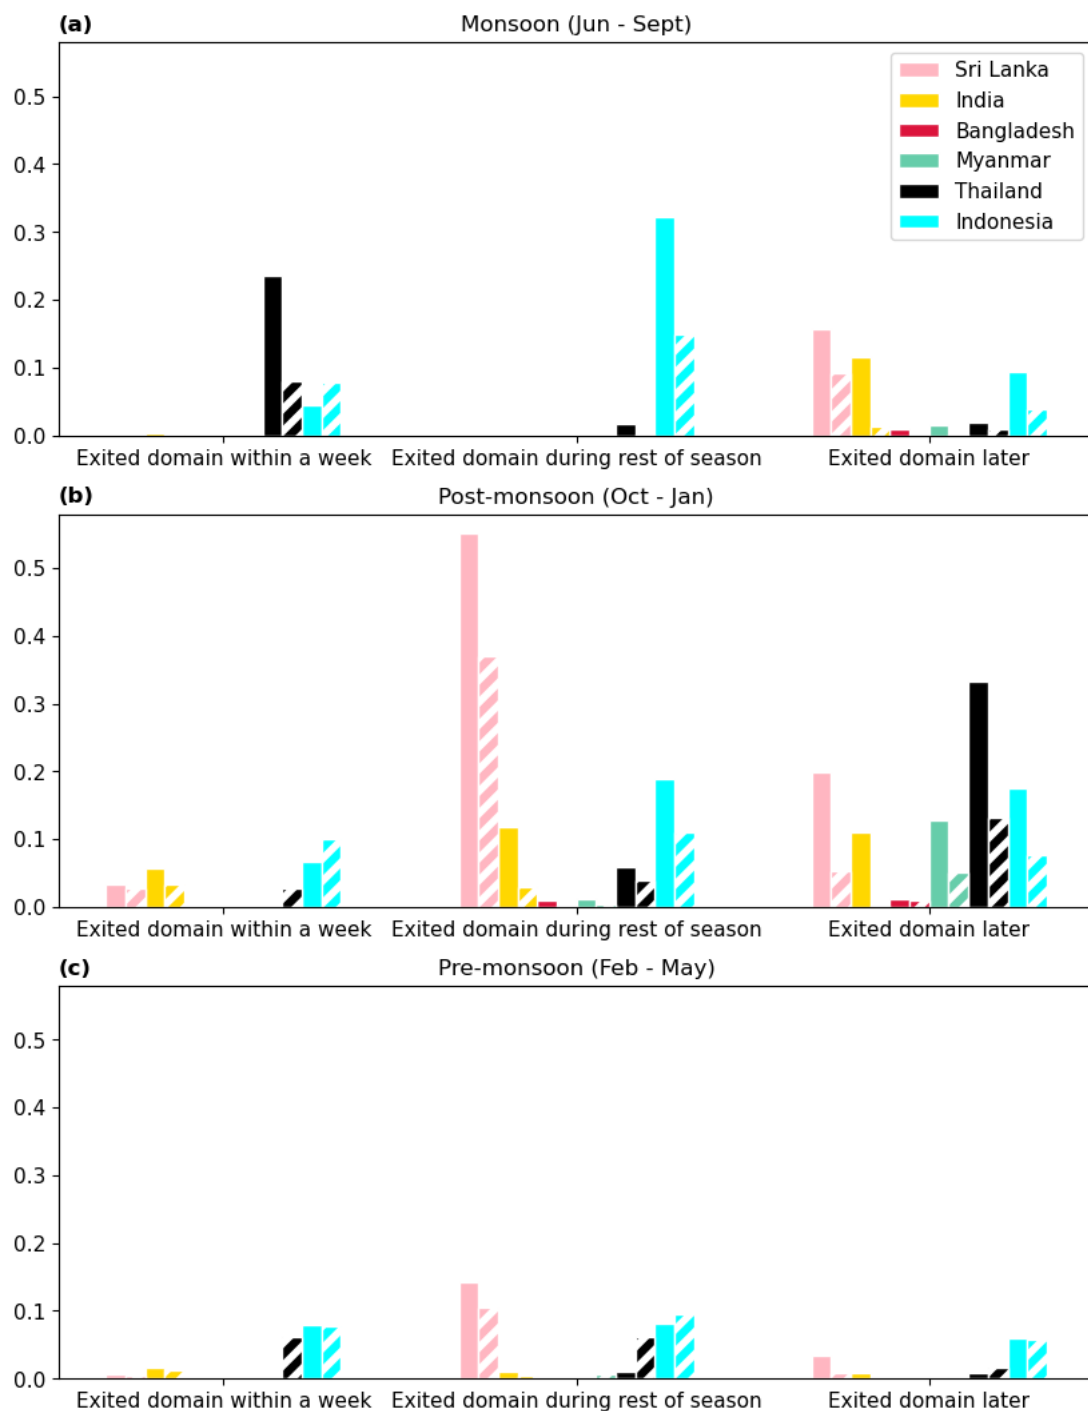 (a) Monsoon (Jun - Sept)
0.5
0.4
0.3
0.2
0.1
0.0
Sri Lanka
India
Bangladesh
Myanmar
Thailand
Indonesia
Exited domain within a week Exited domain during rest of season Exited domain later
(b) Post-monsoon (Oct - Jan)
0.5
0.4
0.3
0.2
0.1
0.0
Exited domain within a week Exited domain during rest of season Exited domain later
(c) Pre-monsoon (Feb - May)
0.5
0.4
0.3
0.2
0.1
0.0
Exited domain within a week Exited domain during rest of season Exited domain later